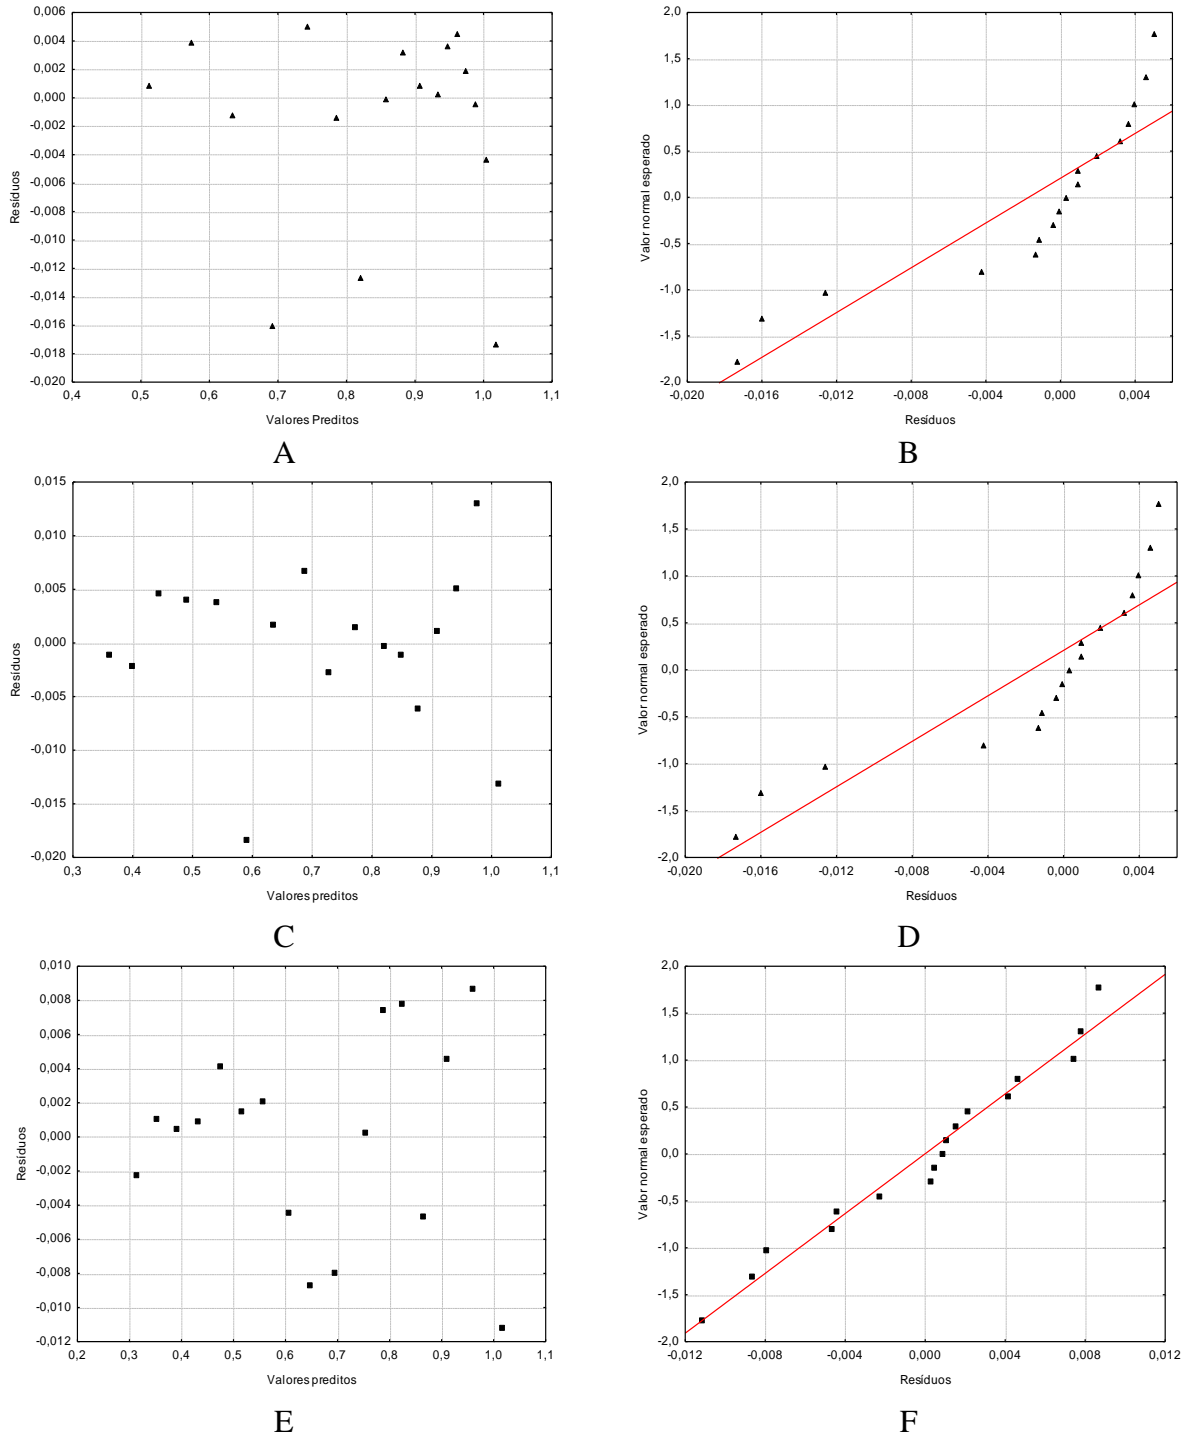 0,006
0,004
0,002
0,000
-0,002
-0,004
-0,006
-0,008
-0,010
-0,012
-0,014
-0,016
-0,018
-0,020
Resíduos
0,4 0,5 0,6 0,7 0,8 0,9 1,0 1,1
Valores Preditos
A
2,0
1,5
1,0
0,5
0,0
-0,5
-1,0
-1,5
-2,0
Valor normal esperado
-0,020 -0,016 -0,012 -0,008 -0,004 0,000 0,004
Resíduos
B
0,015
0,010
0,005
0,000
-0,005
-0,010
-0,015
-0,020
Resíduos
0,3 0,4 0,5 0,6 0,7 0,8 0,9 1,0 1,1
Valores preditos
C
2,0
1,5
1,0
0,5
0,0
-0,5
-1,0
-1,5
-2,0
Valor normal esperado
-0,020 -0,016 -0,012 -0,008 -0,004 0,000 0,004
Resíduos
D
0,010
0,008
0,006
0,004
0,002
0,000
-0,002
-0,004
-0,006
-0,008
-0,010
-0,012
Resíduos
0,2 0,3 0,4 0,5 0,6 0,7 0,8 0,9 1,0 1,1
Valores preditos
E
2,0
1,5
1,0
0,5
0,0
-0,5
-1,0
-1,5
-2,0
Valor normal esperado
-0,012 -0,008 -0,004 0,000 0,004 0,008 0,012
Resíduos
F